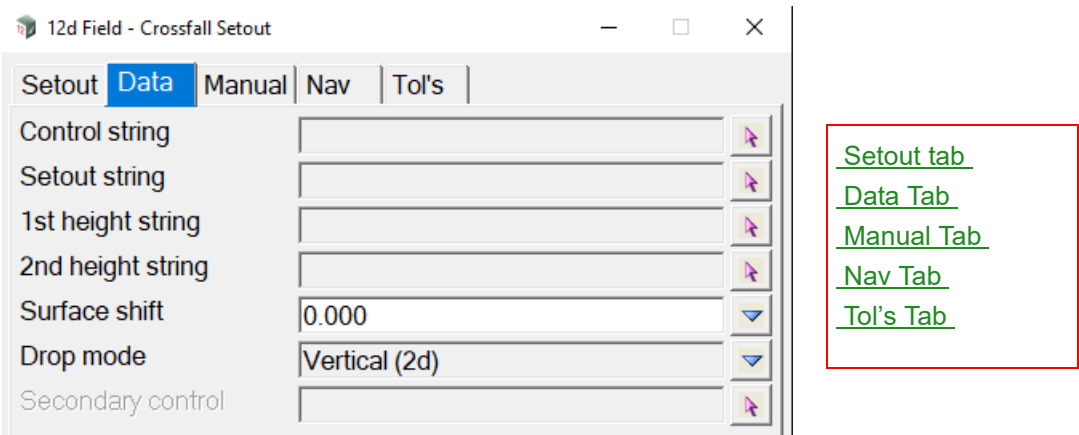 12d Field - Crossfall Setout
Setout Data Manual Nav Tol's
Control string
Setout string
1st height string
2nd height string
Surface shift 0.000
Drop mode Vertical (2d)
Secondary control
Setout tab
Data Tab
Manual Tab
Nav Tab
Tol's Tab